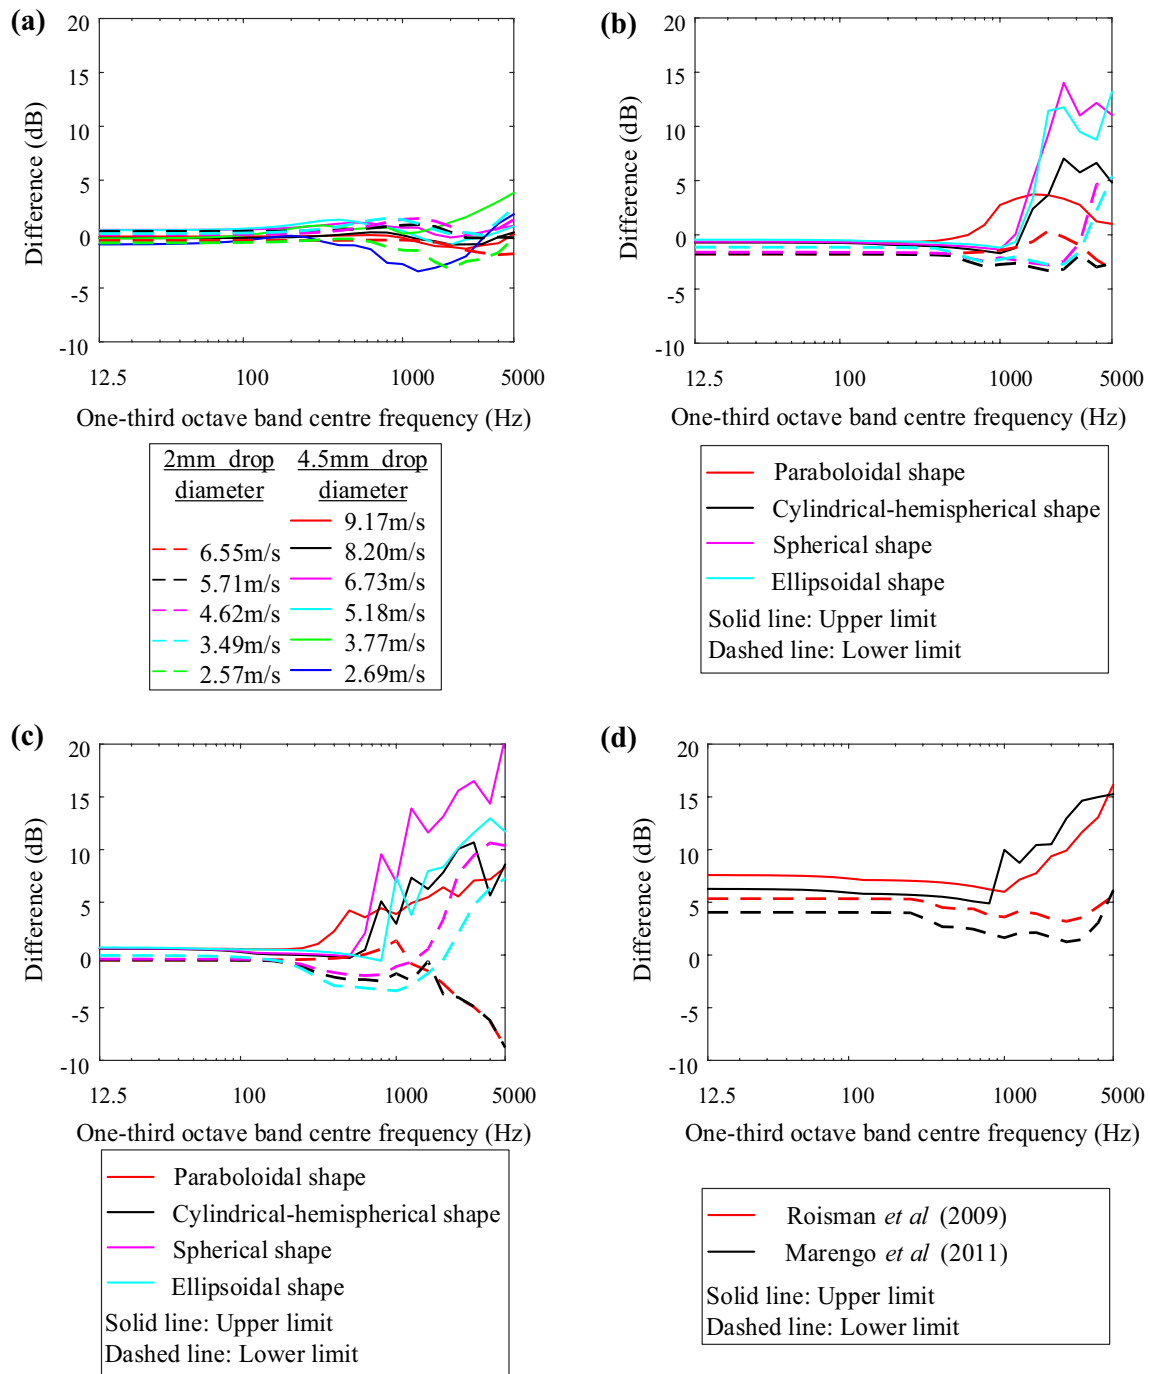 (a)
20
15
10
5
0
-5
-10
Difference (dB)
12.5 100 1000 5000
One-third octave band centre frequency (Hz)
2mm drop diameter
4.5mm drop diameter
9.17m/s
6.55m/s 8.20m/s
5.71m/s 6.73m/s
4.62m/s 5.18m/s
3.49m/s 3.77m/s
2.57m/s 2.69m/s
(b)
20
15
10
5
0
-5
-10
Difference (dB)
12.5 100 1000 5000
One-third octave band centre frequency (Hz)
Paraboloidal shape
Cylindrical-hemispherical shape
Spherical shape
Ellipsoidal shape
Solid line: Upper limit
Dashed line: Lower limit
(c)
20
15
10
5
0
-5
-10
Difference (dB)
12.5 100 1000 5000
One-third octave band centre frequency (Hz)
Paraboloidal shape
Cylindrical-hemispherical shape
Spherical shape
Ellipsoidal shape
Solid line: Upper limit
Dashed line: Lower limit
(d)
20
15
10
5
0
-5
-10
Difference (dB)
12.5 100 1000 5000
One-third octave band centre frequency (Hz)
Roisman et al (2009)
Marengo et al (2011)
Solid line: Upper limit
Dashed line: Lower limit